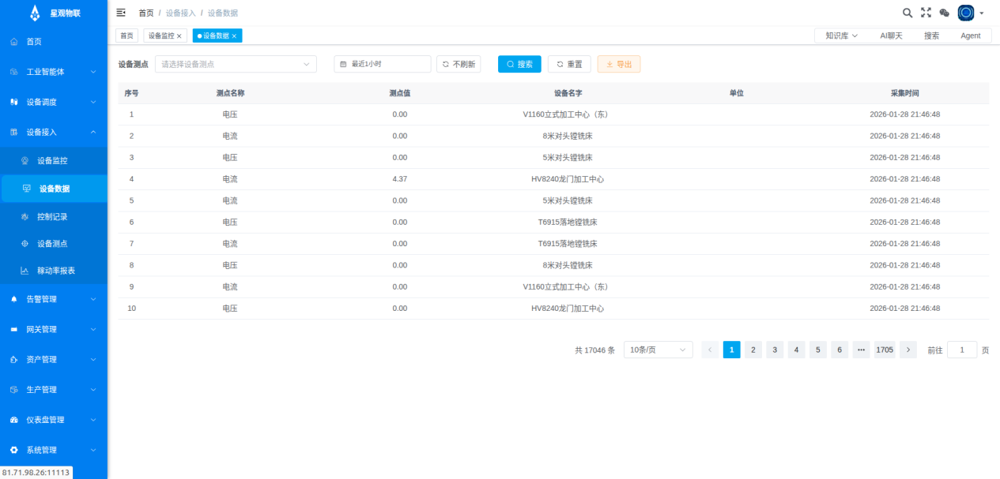 星观物联
首页 / 设备接入 / 设备数据
首页 设备监控 × 设备数据 × 知识库 AI聊天 搜索 Agent
首页
工业智能体
设备调度
设备接入
设备监控
设备数据
控制记录
设备测点
稼动率报表
告警管理
网关管理
资产管理
生产管理
仪表盘管理
系统管理
81.71.98.26:11113
设备测点 请选择设备测点 最近1小时 不刷新 搜索 重置 导出
序号 测点名称 测点值 设备名字 单位 采集时间
1 电压 0.00 V1160立式加工中心（东） 2026-01-28 21:46:48
2 电流 0.00 8米对头镗铣床 2026-01-28 21:46:48
3 电压 0.00 5米对头镗铣床 2026-01-28 21:46:48
4 电流 4.37 HV8240龙门加工中心 2026-01-28 21:46:48
5 电流 0.00 5米对头镗铣床 2026-01-28 21:46:48
6 电压 0.00 T6915落地镗铣床 2026-01-28 21:46:48
7 电流 0.00 T6915落地镗铣床 2026-01-28 21:46:48
8 电压 0.00 8米对头镗铣床 2026-01-28 21:46:48
9 电流 0.00 V1160立式加工中心（东） 2026-01-28 21:46:48
10 电压 0.00 HV8240龙门加工中心 2026-01-28 21:46:48
共 17046 条 10条/页 1 2 3 4 5 6 ••• 1705 前往 1 页